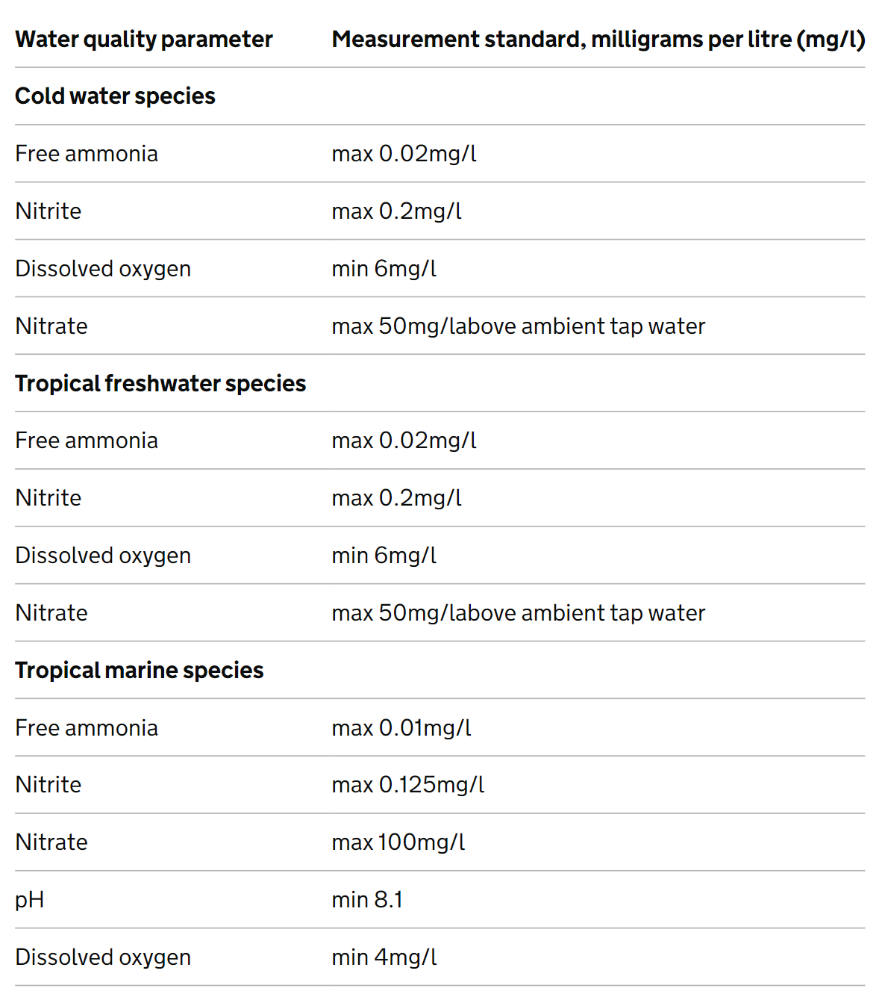 Water quality parameter Measurement standard, milligrams per litre (mg/l)
Cold water species
Free ammonia max 0.02mg/l
Nitrite max 0.2mg/l
Dissolved oxygen min 6mg/l
Nitrate max 50mg/labove ambient tap water
Tropical freshwater species
Free ammonia max 0.02mg/l
Nitrite max 0.2mg/l
Dissolved oxygen min 6mg/l
Nitrate max 50mg/labove ambient tap water
Tropical marine species
Free ammonia max 0.01mg/l
Nitrite max 0.125mg/l
Nitrate max 100mg/l
pH min 8.1
Dissolved oxygen min 4mg/l